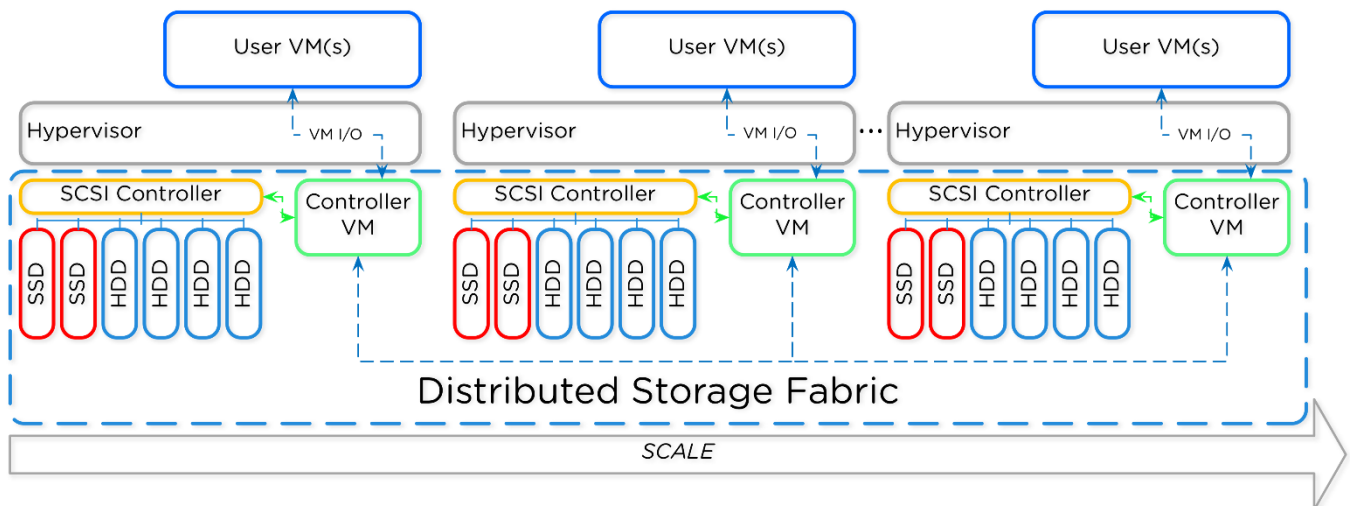 User VM(s)
User VM(s)
User VM(s)
Hypervisor
VM I/O
Hypervisor
VM I/O
...
Hypervisor
VM I/O
SCSI Controller
Controller
VM
SCSI Controller
Controller
VM
SCSI Controller
Controller
VM
SSD
SSD
HDD
HDD
HDD
HDD
SSD
SSD
HDD
HDD
HDD
HDD
SSD
SSD
HDD
HDD
HDD
HDD
Distributed Storage Fabric
SCALE